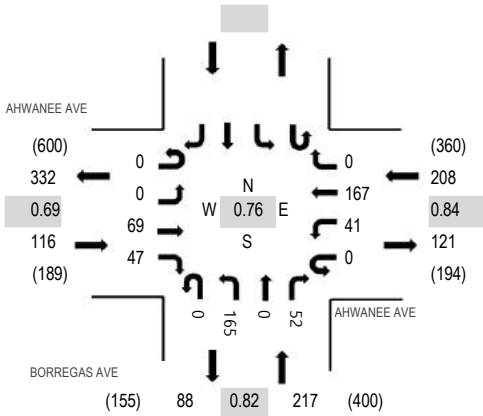 AHWANEE AVE
(600)
(360)
332
0
0
208
0
N
167
0.69
W 0.76 E
0.84
69
41
116
S
121
47
0
(189)
(194)
0 165 0 52
AHWANEE AVE
BORREGAS AVE
(155) 88 0.82 217 (400)